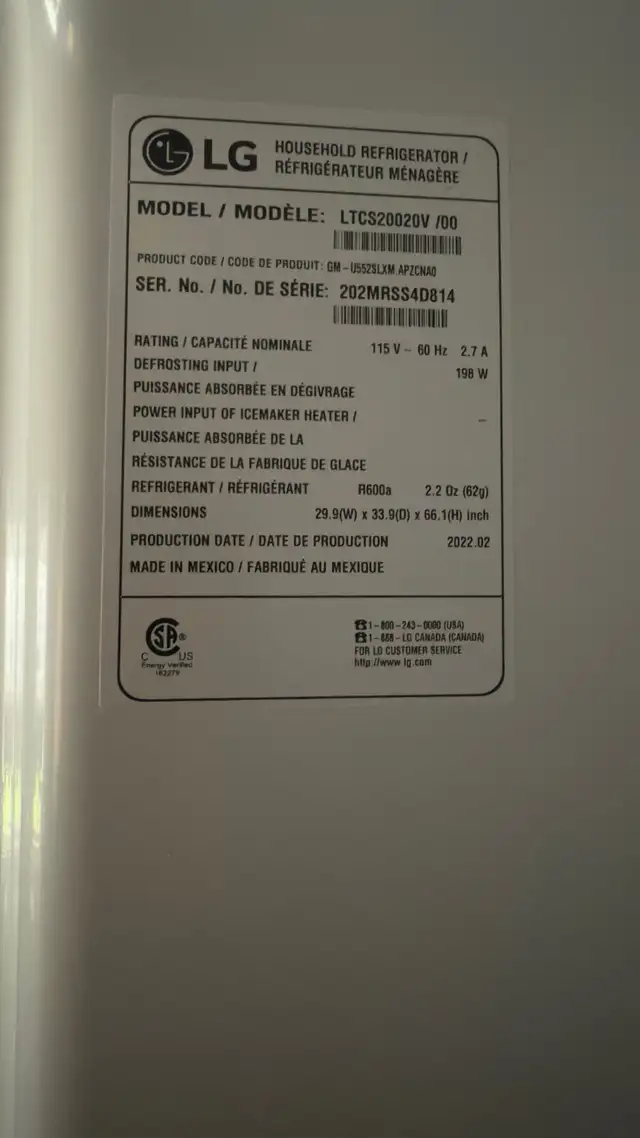 LG HOUSEHOLD REFRIGERATOR /
RÉFRIGÉRATEUR MÉNAGÈRE
MODEL / MODÈLE: LTCS20020V /00
PRODUCT CODE / CODE DE PRODUIT: GM-U552SLXM.APZCNA0
SER. No. / No. DE SÉRIE: 202MRSS4D814
RATING / CAPACITÉ NOMINALE 115 V ~ 60 Hz 2.7 A
DEFROSTING INPUT / 198 W
PUISSANCE ABSORBÉE EN DÉGIVRAGE
POWER INPUT OF ICEMAKER HEATER / –
PUISSANCE ABSORBÉE DE LA
RÉSISTANCE DE LA FABRIQUE DE GLACE
REFRIGERANT / RÉFRIGÉRANT R600a 2.2 Oz (62g)
DIMENSIONS 29.9(W) x 33.9(D) x 66.1(H) inch
PRODUCTION DATE / DATE DE PRODUCTION 2022.02
MADE IN MEXICO / FABRIQUÉ AU MEXIQUE
SA®
C US
Energy Verified
162279
☎1-800-243-0000 (USA)
☎1-888-LG CANADA (CANADA)
FOR LG CUSTOMER SERVICE
http://www.lg.com